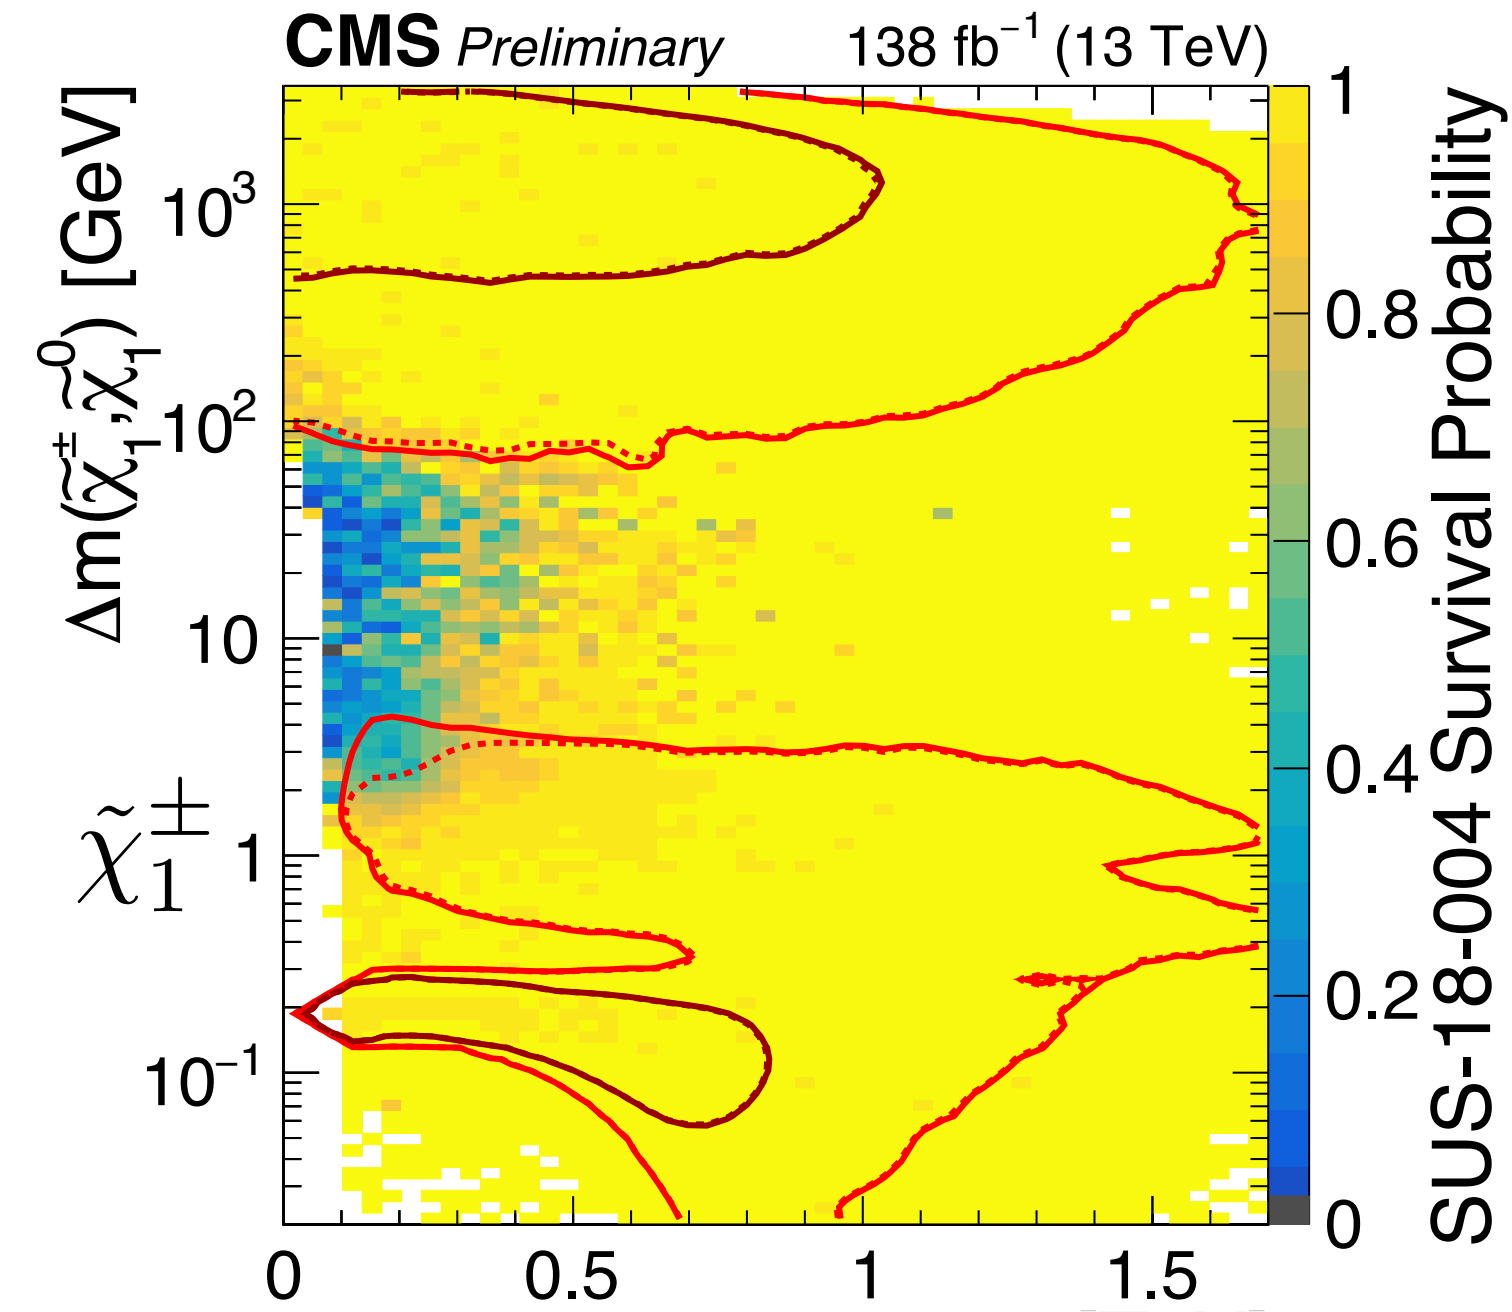 CMS Preliminary 138 fb⁻¹ (13 TeV)
Δm(χ̃₁±,χ̃₁⁰) [GeV]
10³
10²
10
1
10⁻¹
χ̃₁±
0 0.5 1 1.5
1
0.8
0.6
0.4
0.2
0
SUS-18-004 Survival Probability